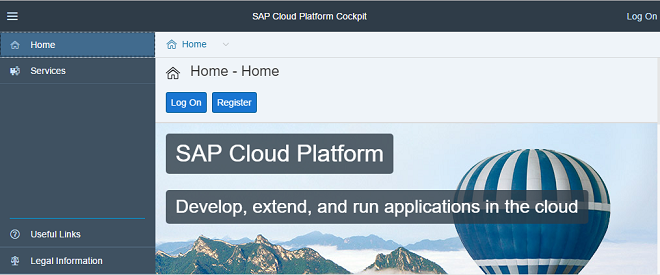 SAP Cloud Platform Cockpit
Log On
Home
Services
Useful Links
Legal Information
Home
Home - Home
Log On
Register
SAP Cloud Platform
Develop, extend, and run applications in the cloud